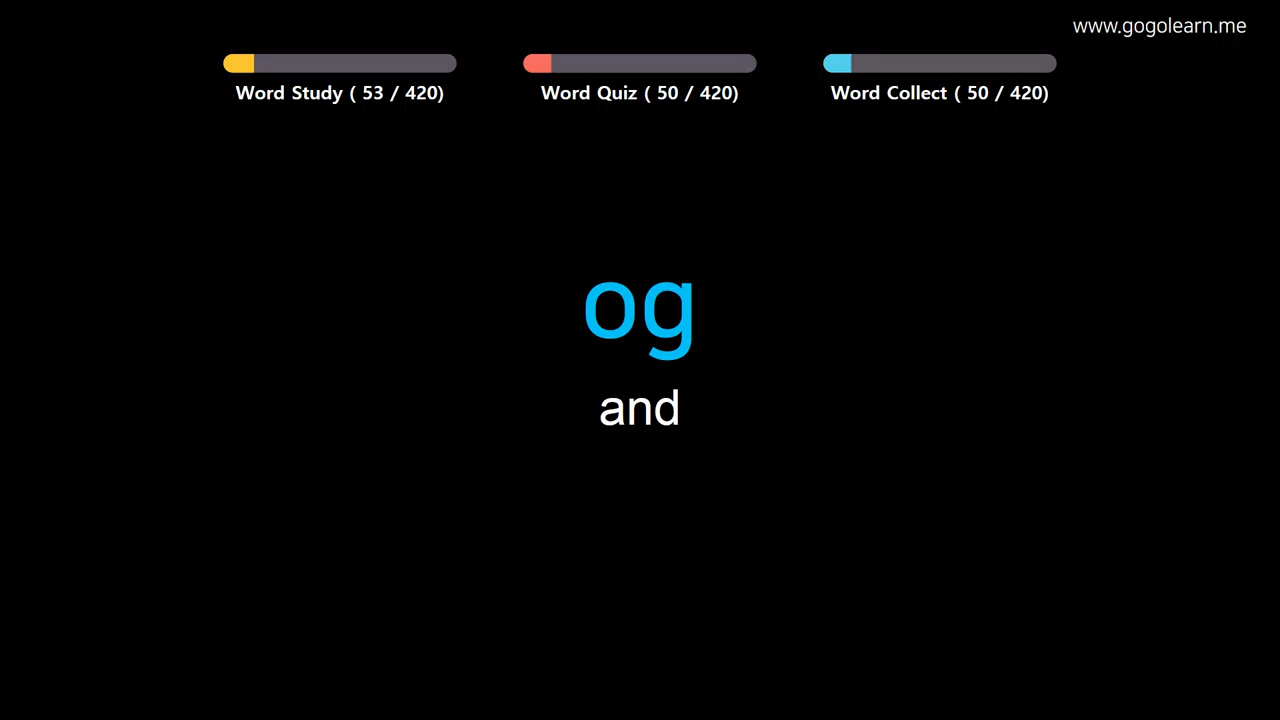 www.gogolearn.me
Word Study ( 53 / 420)
Word Quiz ( 50 / 420)
Word Collect ( 50 / 420)
og
and